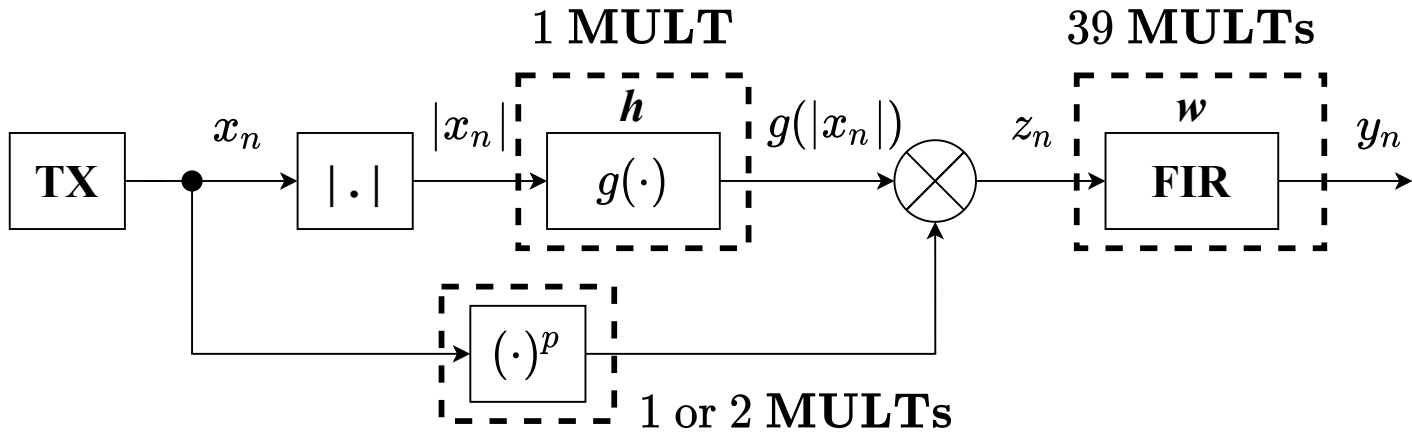 1 MULT
39 MULTs
h
w
x_n
|x_n|
g(|x_n|)
z_n
y_n
TX
|.|
g(·)
FIR
(·)^p
1 or 2 MULTs